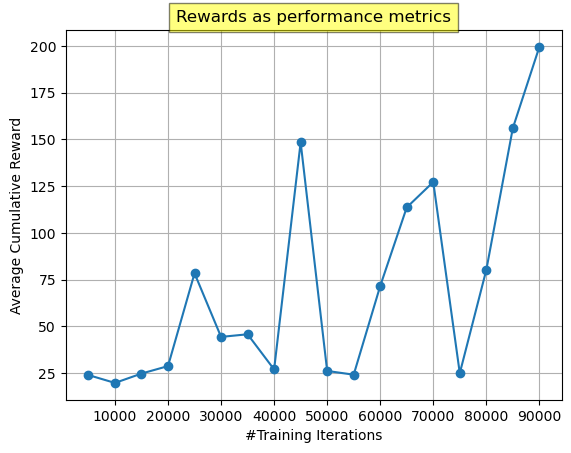 Rewards as performance metrics
200
175
150
125
100
75
50
25
Average Cumulative Reward
10000 20000 30000 40000 50000 60000 70000 80000 90000
#Training Iterations